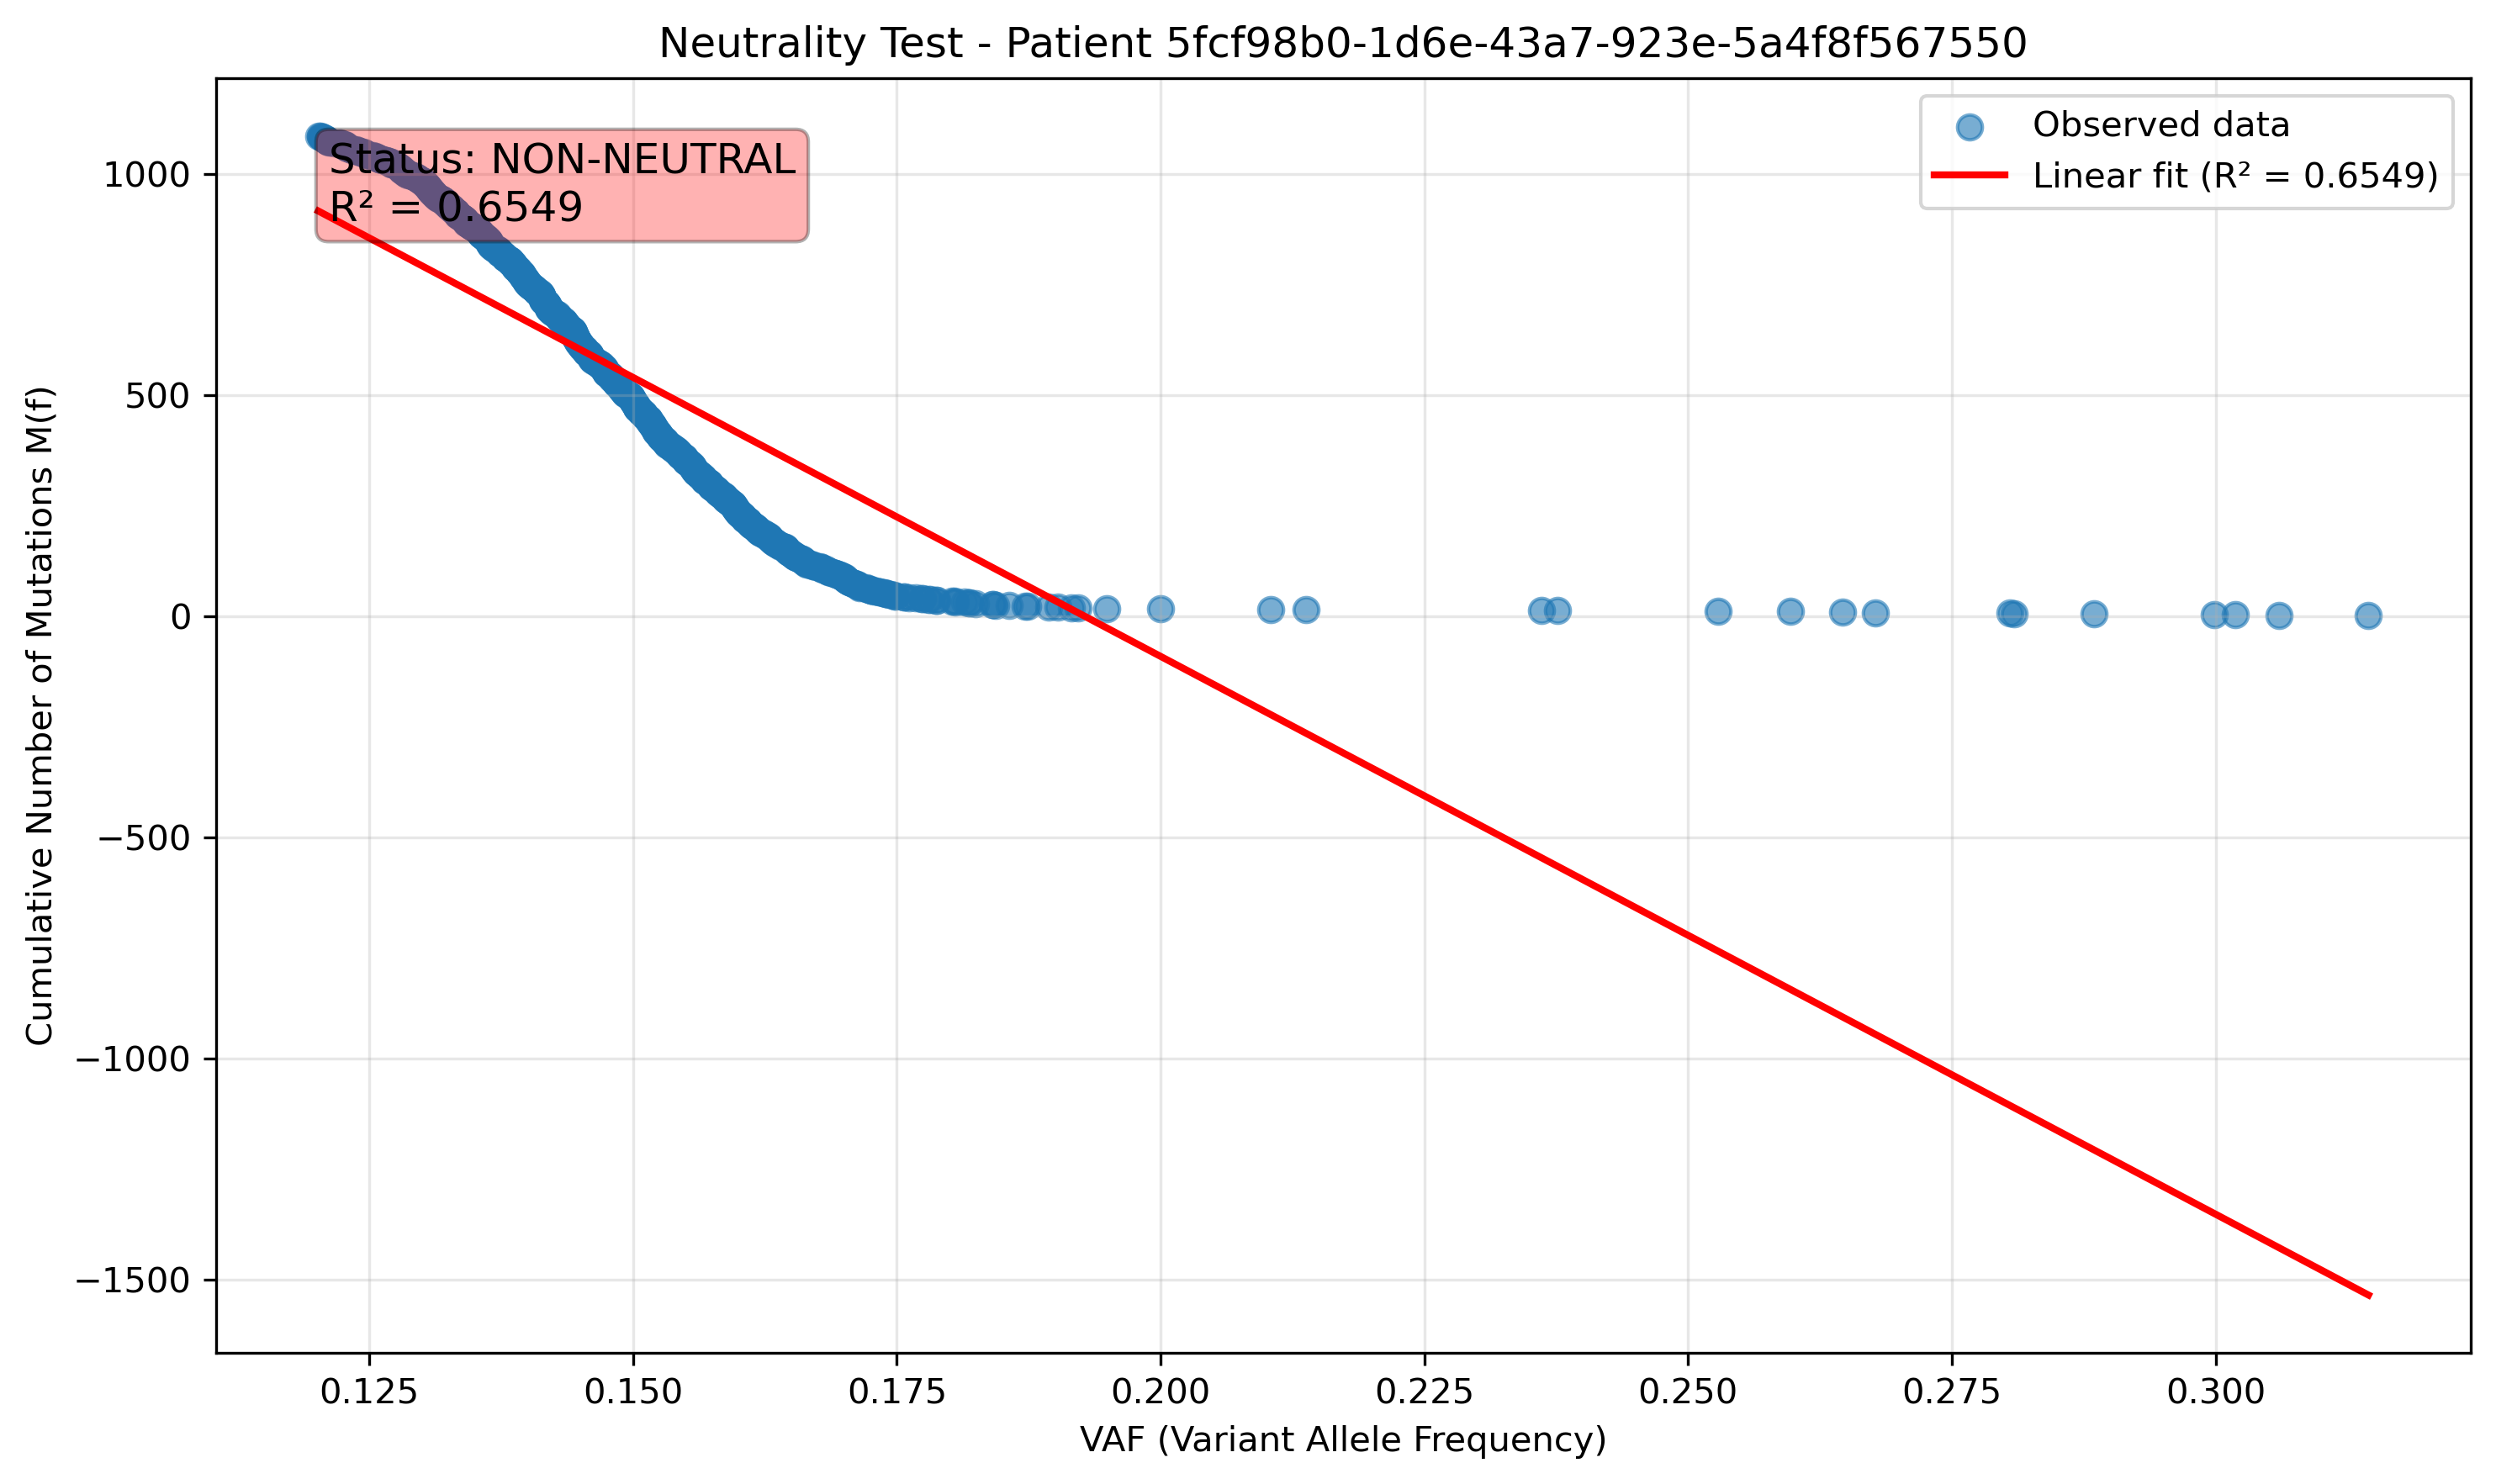 Neutrality Test - Patient 5fcf98b0-1d6e-43a7-923e-5a4f8f567550
Observed data
Linear fit (R² = 0.6549)
Status: NON-NEUTRAL
R² = 0.6549
Cumulative Number of Mutations M(f)
1000
500
0
−500
−1000
−1500
0.125
0.150
0.175
0.200
0.225
0.250
0.275
0.300
VAF (Variant Allele Frequency)